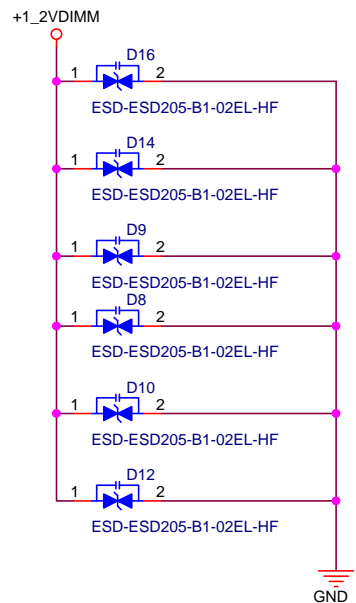 +1_2VDIMM
D16
1 2
ESD-ESD205-B1-02EL-HF
D14
1 2
ESD-ESD205-B1-02EL-HF
D9
1 2
ESD-ESD205-B1-02EL-HF
D8
1 2
ESD-ESD205-B1-02EL-HF
D10
1 2
ESD-ESD205-B1-02EL-HF
D12
1 2
ESD-ESD205-B1-02EL-HF
GND